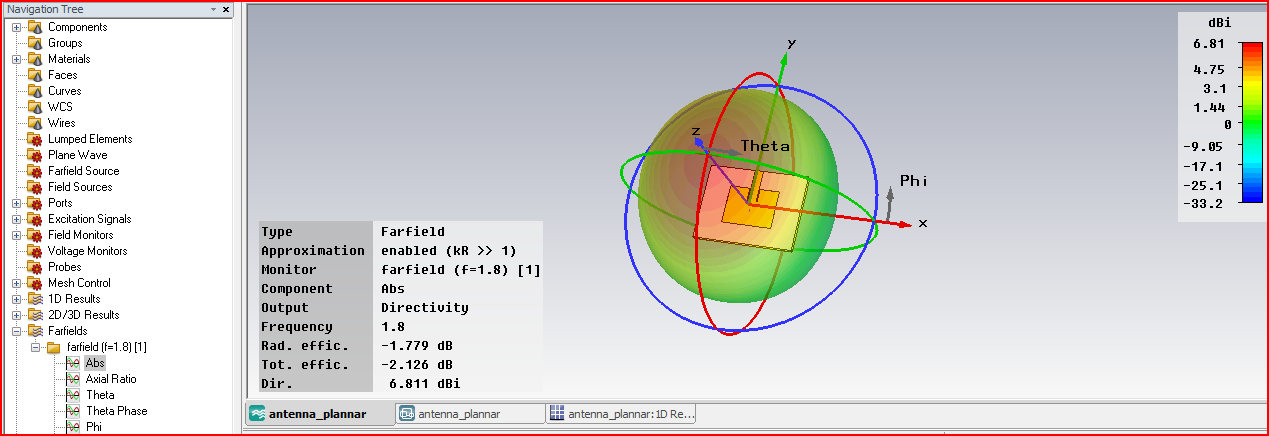 Navigation Tree
Components
Groups
Materials
Faces
Curves
WCS
Wires
Lumped Elements
Plane Wave
Farfield Source
Field Sources
Ports
Excitation Signals
Field Monitors
Voltage Monitors
Probes
Mesh Control
1D Results
2D/3D Results
Farfields
farfield (f=1.8) [1]
Abs
Axial Ratio
Theta
Theta Phase
Phi
y
z
Theta
Phi
x
dBi
6.81
4.75
3.1
1.44
0
-9.05
-17.1
-25.1
-33.2
Type Farfield
Approximation enabled (kR >> 1)
Monitor farfield (f=1.8) [1]
Component Abs
Output Directivity
Frequency 1.8
Rad. effic. -1.779 dB
Tot. effic. -2.126 dB
Dir. 6.811 dBi
antenna_plannar antenna_plannar antenna_plannar: 1D Re...